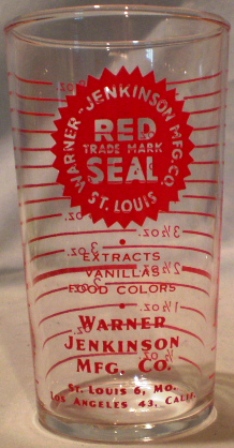 WARNER-JENKINSON MFG. CO.
RED
TRADE MARK
SEAL
ST. LOUIS
EXTRACTS
VANILLAS
FOOD COLORS
WARNER
JENKINSON
MFG. CO.
ST. LOUIS 6, MO.
LOS ANGELES 43, CALIF.
3½ oz.
3 oz.
2½ oz.
1½ oz.